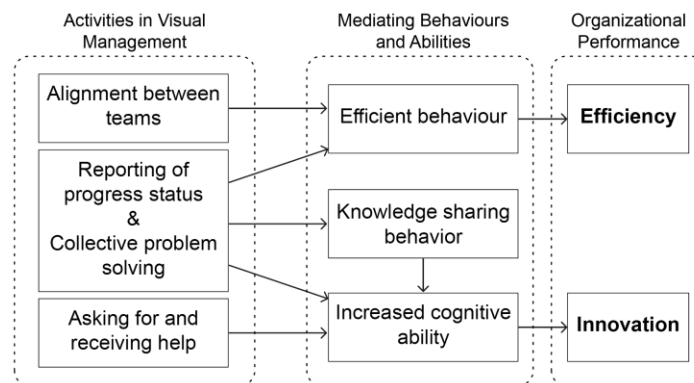 Activities in Visual
Management
Mediating Behaviours
and Abilities
Organizational
Performance
Alignment between
teams
Efficient behaviour
Efficiency
Reporting of
progress status
&
Collective problem
solving
Knowledge sharing
behavior
Asking for and
receiving help
Increased cognitive
ability
Innovation